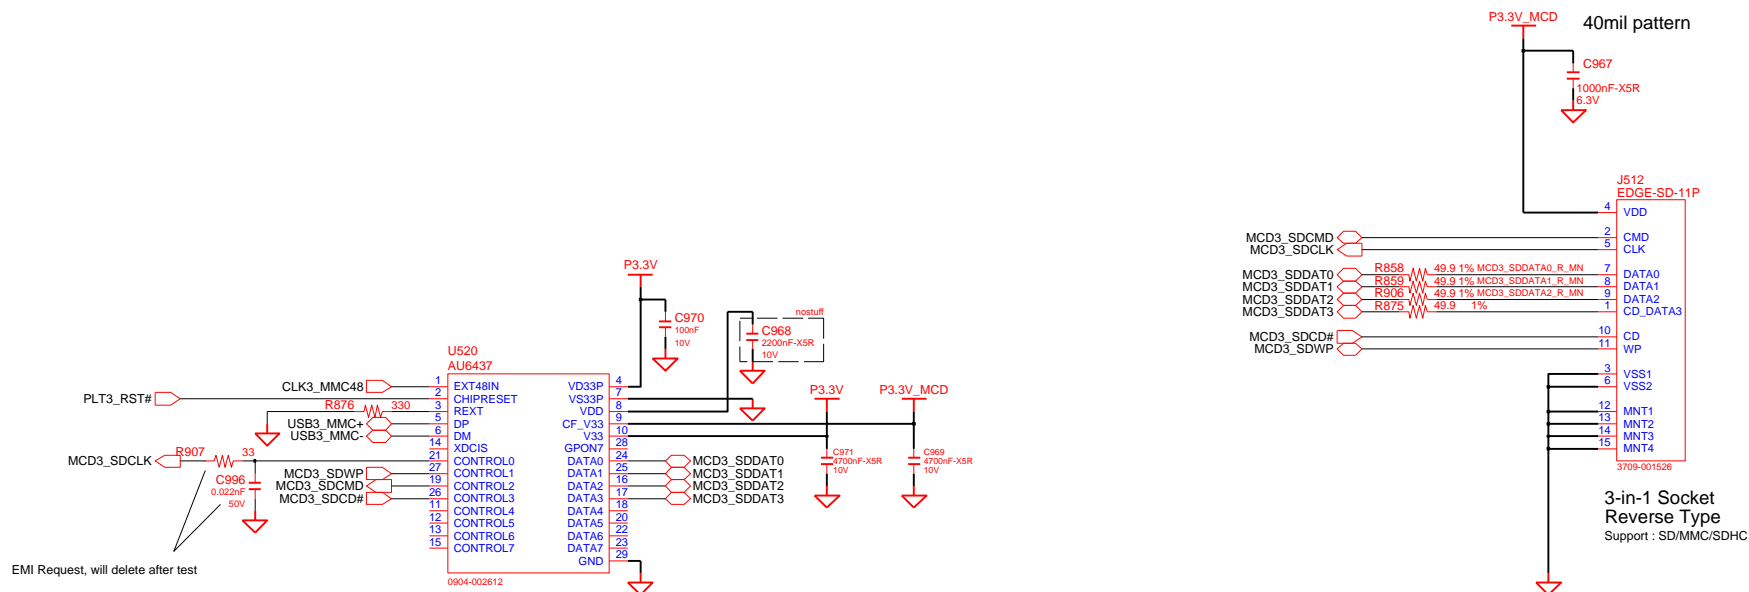 P3.3V_MCD
40mil pattern
C967
1000nF-X5R
6.3V
J512
EDGE-SD-11P
4 VDD
MCD3_SDCMD 2 CMD
MCD3_SDCLK 5 CLK
MCD3_SDDAT0 R858 49.9 1% MCD3_SDDATA0_R_MN 7 DATA0
MCD3_SDDAT1 R859 49.9 1% MCD3_SDDATA1_R_MN 8 DATA1
MCD3_SDDAT2 R906 49.9 1% MCD3_SDDATA2_R_MN 9 DATA2
MCD3_SDDAT3 R875 49.9 1% 1 CD_DATA3
MCD3_SDCD# 10 CD
MCD3_SDWP 11 WP
3 VSS1
6 VSS2
12 MNT1
13 MNT2
14 MNT3
15 MNT4
3709-001526
3-in-1 Socket
Reverse Type
Support : SD/MMC/SDHC
P3.3V
C970
100nF
10V
nostuff
C968
2200nF-X5R
10V
U520
AU6437
P3.3V
P3.3V_MCD
CLK3_MMC48 1 EXT48IN VD33P 4
PLT3_RST# 2 CHIPRESET VS33P 7
R876 330 3 REXT VDD 8
USB3_MMC+ 5 DP CF_V33 9
USB3_MMC- 6 DM V33 10
14 XDCIS GPON7 28
MCD3_SDCLK R907 33 21 CONTROL0 DATA0 24 MCD3_SDDAT0
MCD3_SDWP 27 CONTROL1 DATA1 25 MCD3_SDDAT1
MCD3_SDCMD 19 CONTROL2 DATA2 16 MCD3_SDDAT2
MCD3_SDCD# 26 CONTROL3 DATA3 17 MCD3_SDDAT3
11 CONTROL4 DATA4 18
12 CONTROL5 DATA5 20
13 CONTROL6 DATA6 22
15 CONTROL7 DATA7 23
GND 29
0904-002612
C996
0.022nF
50V
C971
4700nF-X5R
10V
C969
4700nF-X5R
10V
EMI Request, will delete after test